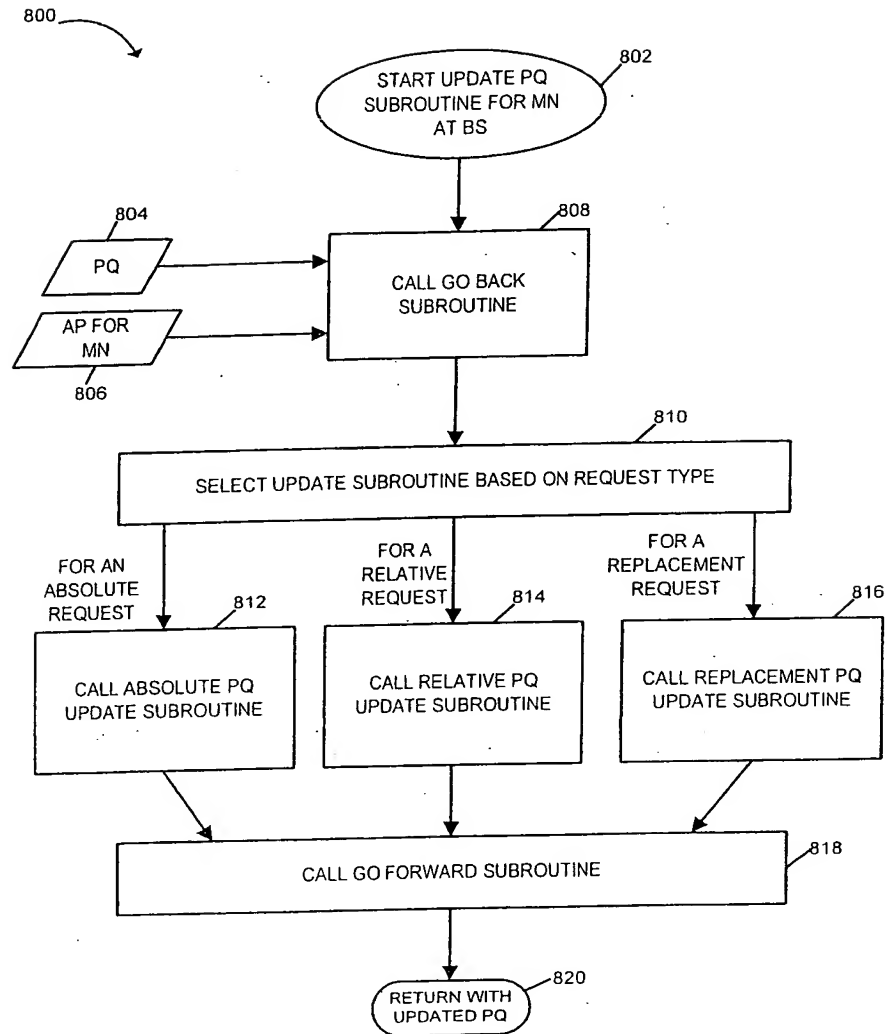 800
802
START UPDATE PQ
SUBROUTINE FOR MN
AT BS
804
PQ
808
CALL GO BACK
SUBROUTINE
AP FOR
MN
806
810
SELECT UPDATE SUBROUTINE BASED ON REQUEST TYPE
FOR AN
ABSOLUTE
REQUEST
812
FOR A
RELATIVE
REQUEST
814
FOR A
REPLACEMENT
REQUEST
816
CALL ABSOLUTE PQ
UPDATE SUBROUTINE
CALL RELATIVE PQ
UPDATE SUBROUTINE
CALL REPLACEMENT PQ
UPDATE SUBROUTINE
CALL GO FORWARD SUBROUTINE
818
820
RETURN WITH
UPDATED PQ